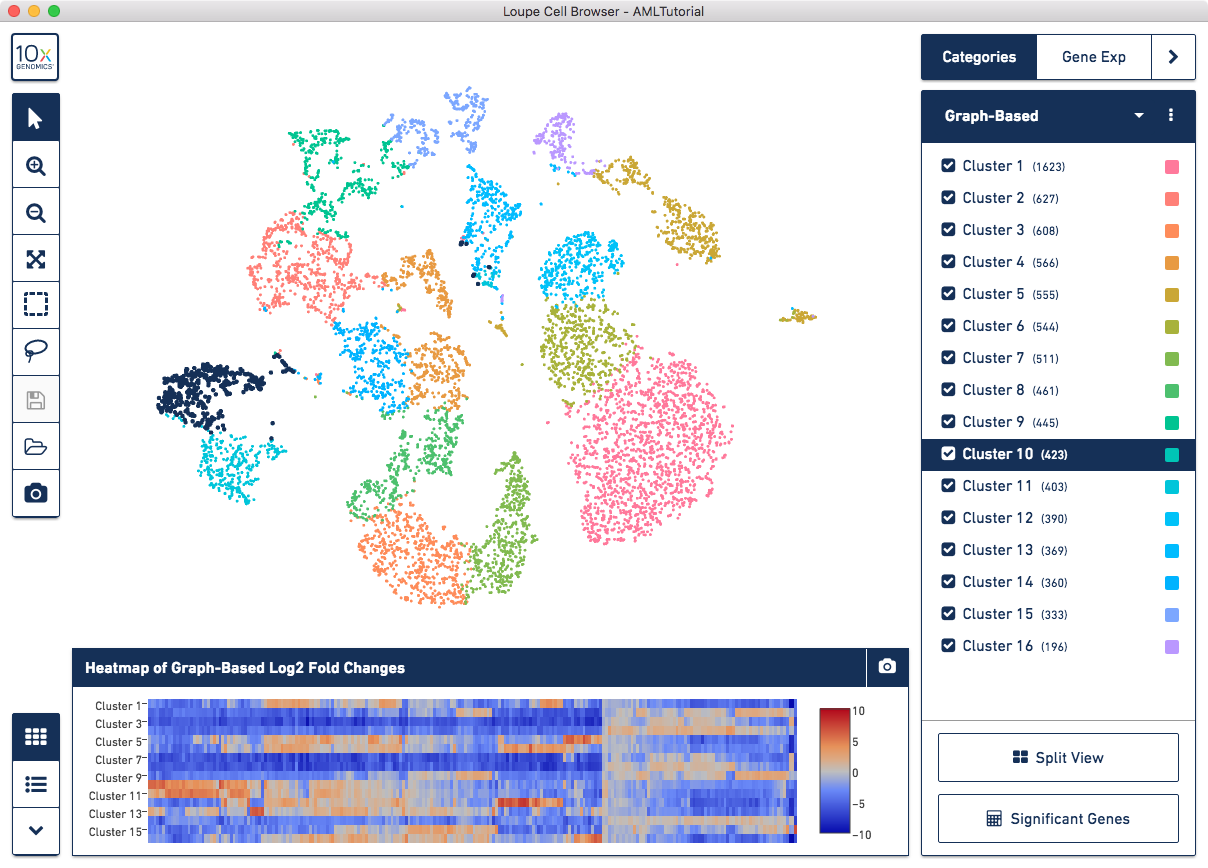 Loupe Cell Browser - AMLTutorial
10x
GENOMICS
Categories
Gene Exp
Graph-Based
Cluster 1 (1623)
Cluster 2 (627)
Cluster 3 (608)
Cluster 4 (566)
Cluster 5 (555)
Cluster 6 (544)
Cluster 7 (511)
Cluster 8 (461)
Cluster 9 (445)
Cluster 10 (423)
Cluster 11 (403)
Cluster 12 (390)
Cluster 13 (369)
Cluster 14 (360)
Cluster 15 (333)
Cluster 16 (196)
Split View
Significant Genes
Heatmap of Graph-Based Log2 Fold Changes
Cluster 1
Cluster 3
Cluster 5
Cluster 7
Cluster 9
Cluster 11
Cluster 13
Cluster 15
10
5
0
−5
−10